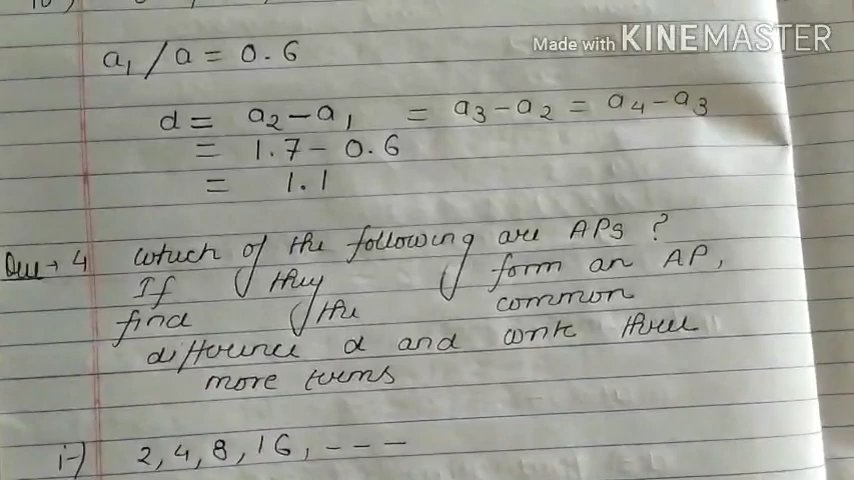 Made with KINEMASTER
a₁ / a = 0.6
d = a₂ - a₁ = a₃ - a₂ = a₄ - a₃
= 1.7 - 0.6
= 1.1
Que → 4 which of the following are APs ?
If they form an AP,
find the common
difference d and write three
more terms
i-) 2, 4, 8, 16, - - -